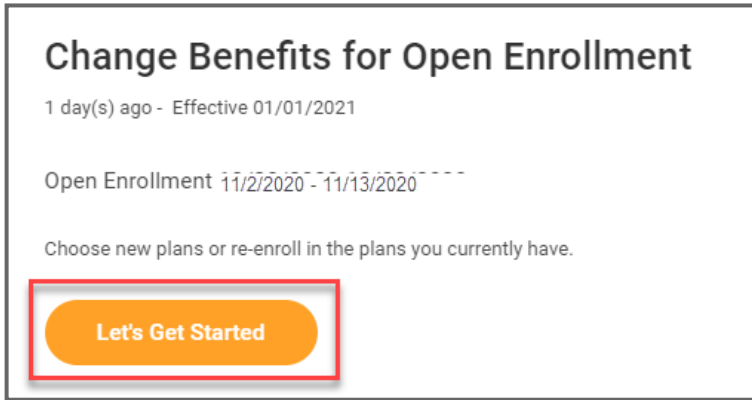 Change Benefits for Open Enrollment
1 day(s) ago - Effective 01/01/2021
Open Enrollment 11/2/2020 - 11/13/2020
Choose new plans or re-enroll in the plans you currently have.
Let's Get Started